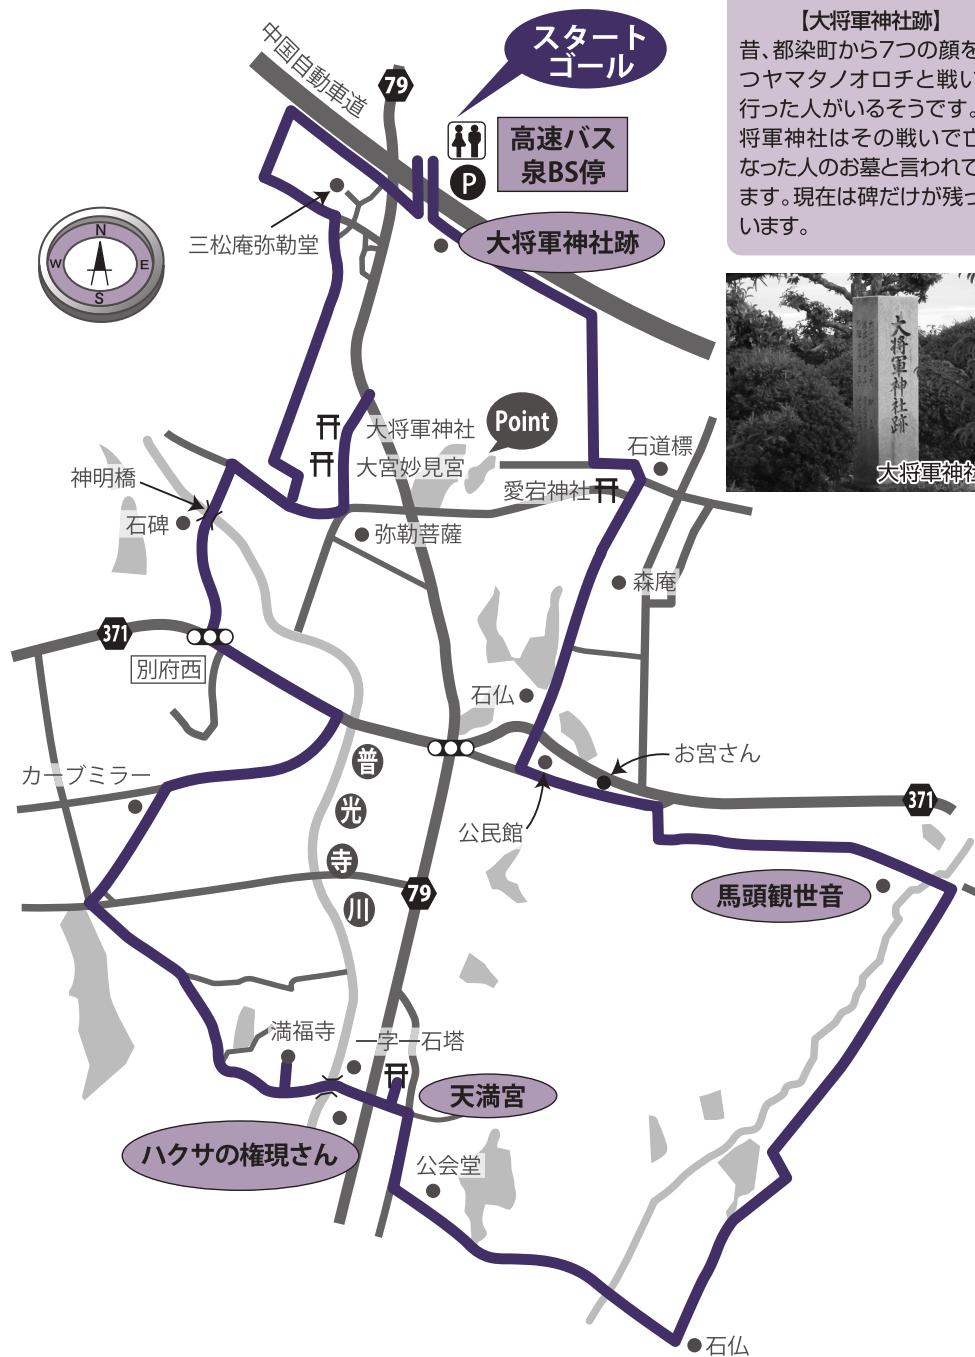 スタート
ゴール
中国自動車道
79
高速バス
泉BS停
P
三松庵弥勒堂
大将軍神社跡
N
W
E
S
【大将軍神社跡】
昔、都染町から7つの顔を
つヤマタノオロチと戦い
行った人がいるそうです。
将軍神社はその戦いで亡
なった人のお墓と言われて
ます。現在は碑だけが残っ
います。
大将軍神社跡
大将軍神社
大将軍神社
Point
大宮妙見宮
石道標
愛宕神社
神明橋
石碑
弥勒菩薩
森庵
371
別府西
石仏
お宮さん
カーブミラー
公民館
371
普
光
寺
川
79
馬頭観世音
満福寺
一字一石塔
天満宮
ハクサの権現さん
公会堂
石仏